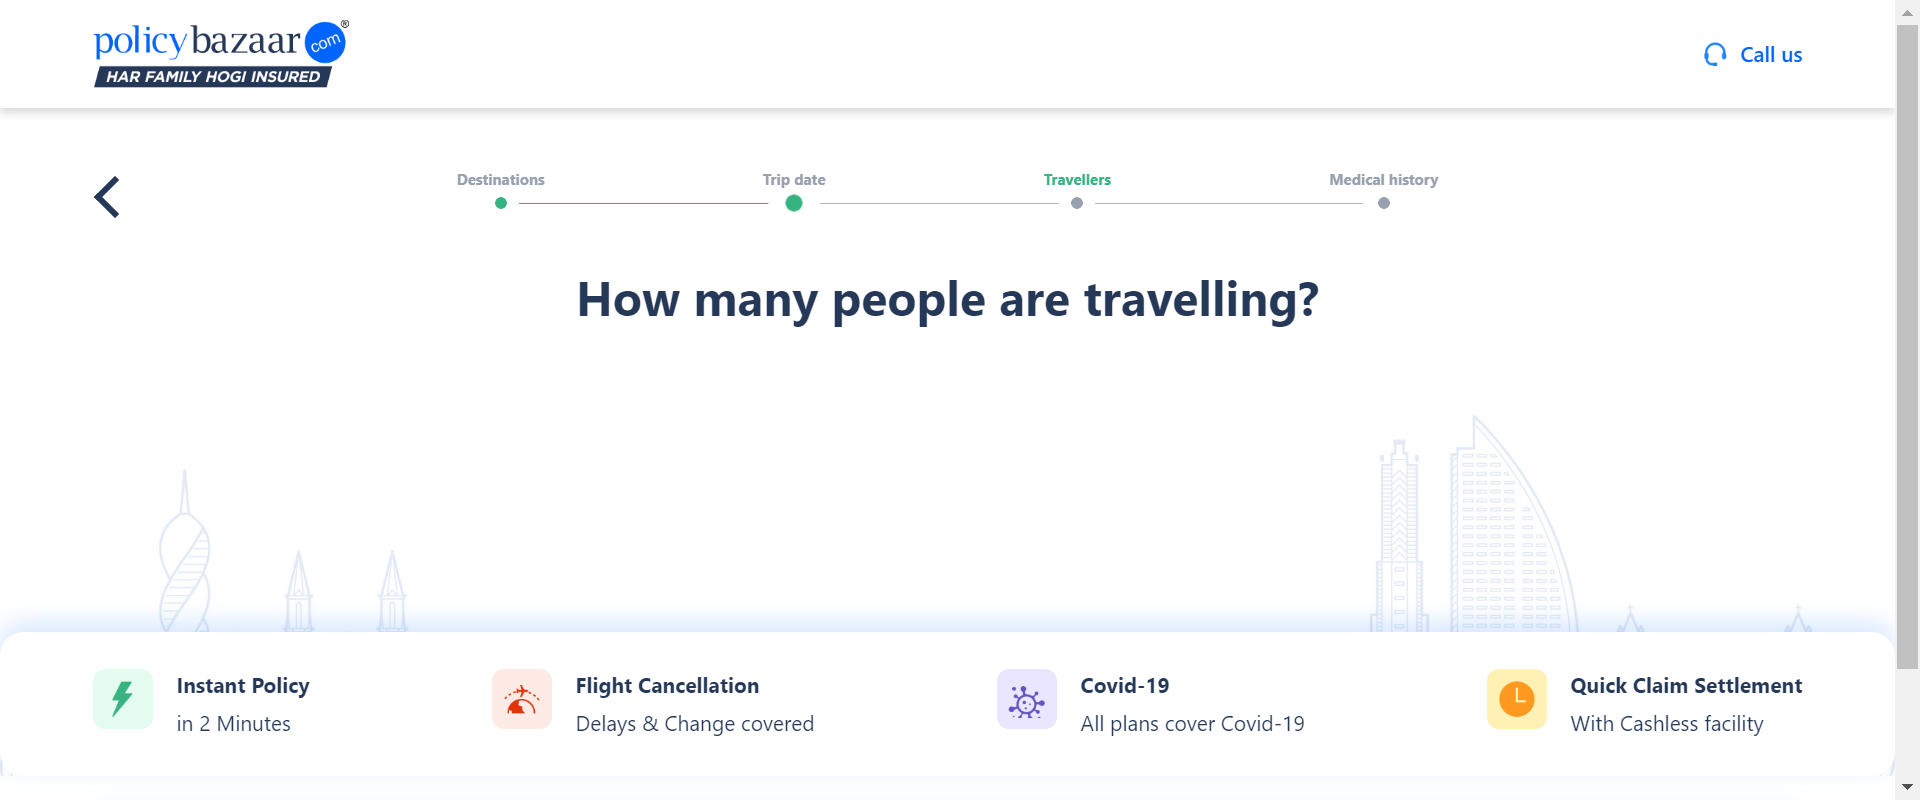 policybazaar com®
HAR FAMILY HOGI INSURED
Call us
Destinations
Trip date
Travellers
Medical history
How many people are travelling?
Instant Policy
in 2 Minutes
Flight Cancellation
Delays & Change covered
Covid-19
All plans cover Covid-19
Quick Claim Settlement
With Cashless facility